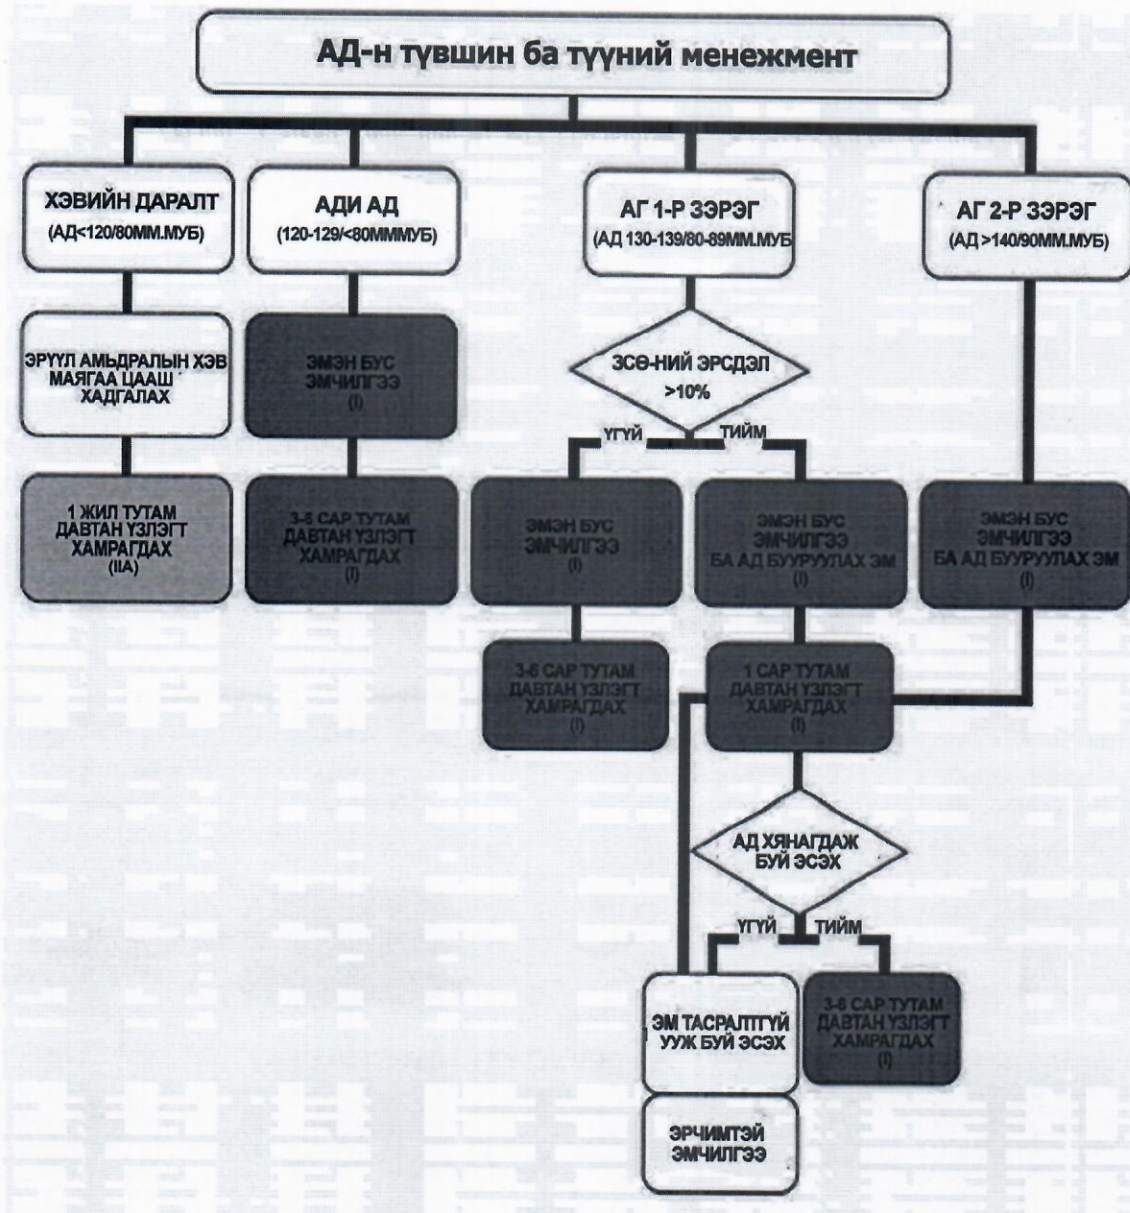 АД-н түвшин ба түүний менежмент
ХЭВИЙН ДАРАЛТ
(АД<120/80ММ.МУБ)
АДИ АД
(120-129/<80МММУБ)
АГ 1-Р ЗЭРЭГ
(АД 130-139/80-89ММ.МУБ
АГ 2-Р ЗЭРЭГ
(АД >140/90ММ.МУБ)
ЭРҮҮЛ АМЬДРАЛЫН ХЭВ
МАЯГАА ЦААШ
ХАДГАЛАХ
ЭМЭН БУС
ЭМЧИЛГЭЭ
(I)
ЗСӨ-НИЙ ЭРСДЭЛ
>10%
ҮГҮЙ
ТИЙМ
1 ЖИЛ ТУТАМ
ДАВТАН ҮЗЛЭГТ
ХАМРАГДАХ
(IIA)
3-6 САР ТУТАМ
ДАВТАН ҮЗЛЭГТ
ХАМРАГДАХ
(I)
ЭМЭН БУС
ЭМЧИЛГЭЭ
(I)
ЭМЭН БУС
ЭМЧИЛГЭЭ
БА АД БУУРУУЛАХ ЭМ
(I)
ЭМЭН БУС
ЭМЧИЛГЭЭ
БА АД БУУРУУЛАХ ЭМ
(I)
3-6 САР ТУТАМ
ДАВТАН ҮЗЛЭГТ
ХАМРАГДАХ
(I)
1 САР ТУТАМ
ДАВТАН ҮЗЛЭГТ
ХАМРАГДАХ
(I)
АД ХЯНАГДАЖ
БУЙ ЭСЭХ
ҮГҮЙ
ТИЙМ
ЭМ ТАСРАЛТГҮЙ
УУЖ БУЙ ЭСЭХ
3-6 САР ТУТАМ
ДАВТАН ҮЗЛЭГТ
ХАМРАГДАХ
(I)
ЭРЧИМТЭЙ
ЭМЧИЛГЭЭ